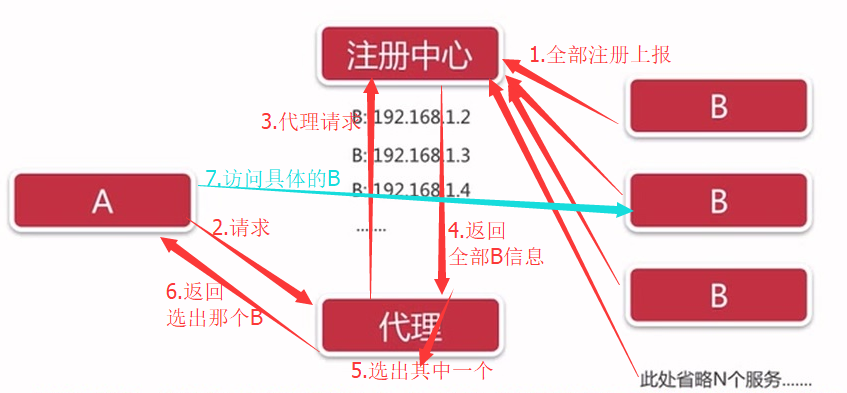 注册中心
1.全部注册上报
B
3.代理请求
B: 192.168.1.2
B: 192.168.1.3
7.访问具体的B
B: 192.168.1.4
A
B
2.请求
.......
4.返回
全部B信息
6.返回
选出那个B
B
代理
5.选出其中一个
此处省略N个服务.......